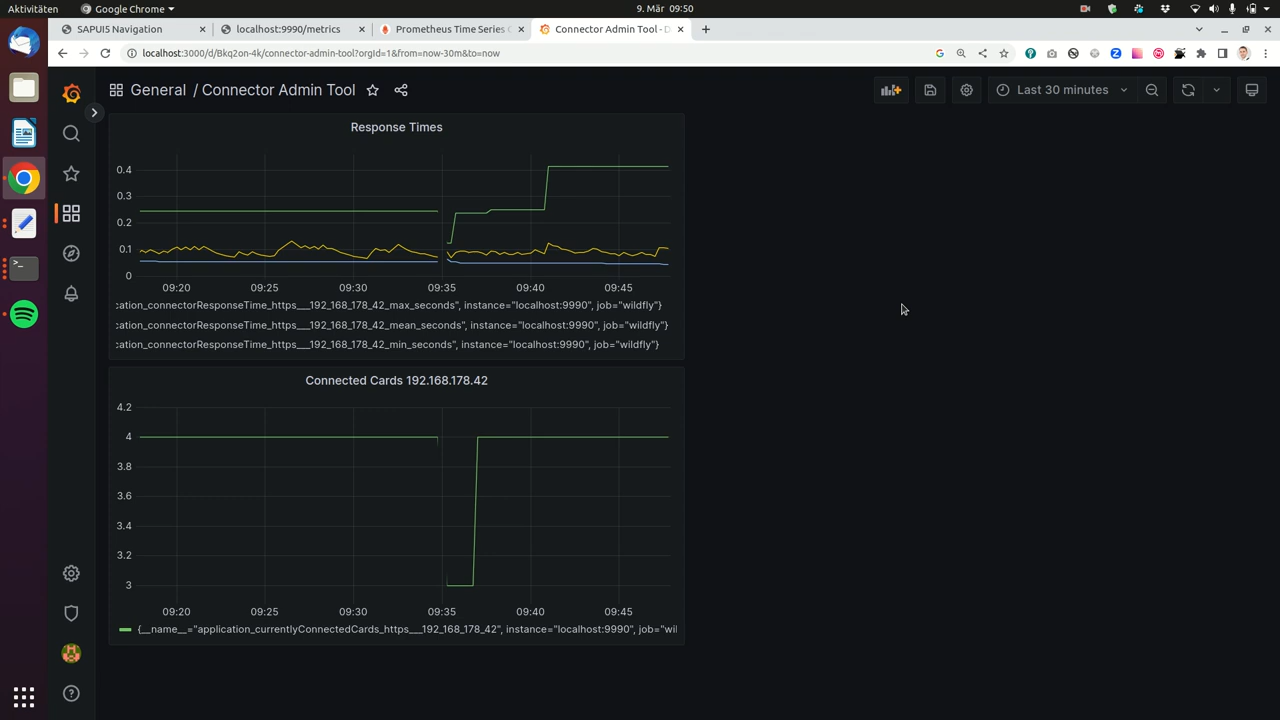 Aktivitäten
Google Chrome
9. Mär 09:50
SAPUI5 Navigation
localhost:9990/metrics
Prometheus Time Series C
Connector Admin Tool - D
localhost:3000/d/Bkq2on-4k/connector-admin-tool?orgId=1&from=now-30m&to=now
General / Connector Admin Tool
Last 30 minutes
Response Times
0.4
0.3
0.2
0.1
0
09:20 09:25 09:30 09:35 09:40 09:45
cation_connectorResponseTime_https___192_168_178_42_max_seconds", instance="localhost:9990", job="wildfly"}
cation_connectorResponseTime_https___192_168_178_42_mean_seconds", instance="localhost:9990", job="wildfly"}
cation_connectorResponseTime_https___192_168_178_42_min_seconds", instance="localhost:9990", job="wildfly"}
Connected Cards 192.168.178.42
4.2
4
3.8
3.6
3.4
3.2
3
09:20 09:25 09:30 09:35 09:40 09:45
{__name__="application_currentlyConnectedCards_https___192_168_178_42", instance="localhost:9990", job="wil